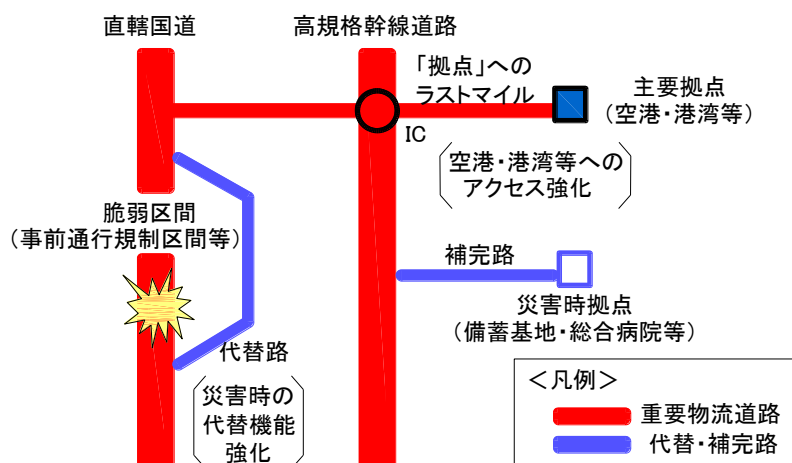 直轄国道
高規格幹線道路
「拠点」への
ラストマイル
主要拠点
（空港・港湾等）
IC
空港・港湾等への
アクセス強化
脆弱区間
（事前通行規制区間等）
補完路
災害時拠点
（備蓄基地・総合病院等）
代替路
災害時の
代替機能
強化
＜凡例＞
重要物流道路
代替・補完路